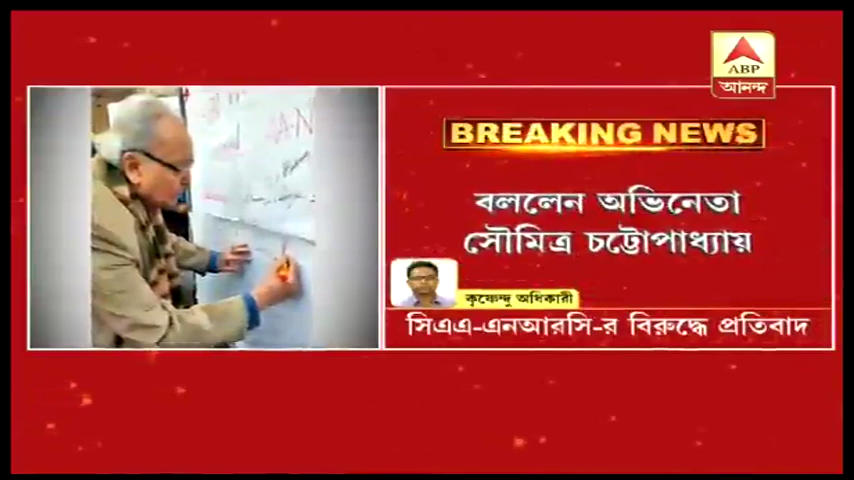 ABP
আনন্দ
BREAKING NEWS
বললেন অভিনেতা
সৌমিত্র চট্টোপাধ্যায়
কৃষ্ণেন্দু অধিকারী
সিএএ-এনআরসি-র বিরুদ্ধে প্রতিবাদ